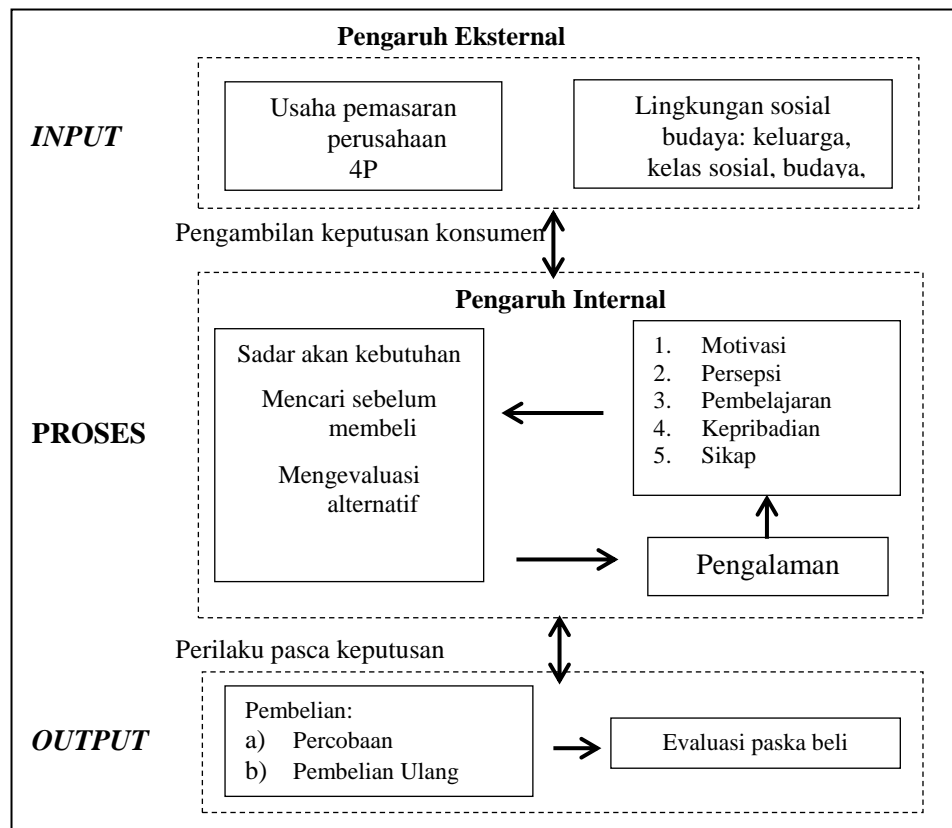 Pengaruh Eksternal
INPUT
Usaha pemasaran
perusahaan
4P
Lingkungan sosial
budaya: keluarga,
kelas sosial, budaya,
Pengambilan keputusan konsumen
Pengaruh Internal
PROSES
Sadar akan kebutuhan
Mencari sebelum
membeli
Mengevaluasi
alternatif
1. Motivasi
2. Persepsi
3. Pembelajaran
4. Kepribadian
5. Sikap
Pengalaman
Perilaku pasca keputusan
OUTPUT
Pembelian:
a) Percobaan
b) Pembelian Ulang
Evaluasi paska beli